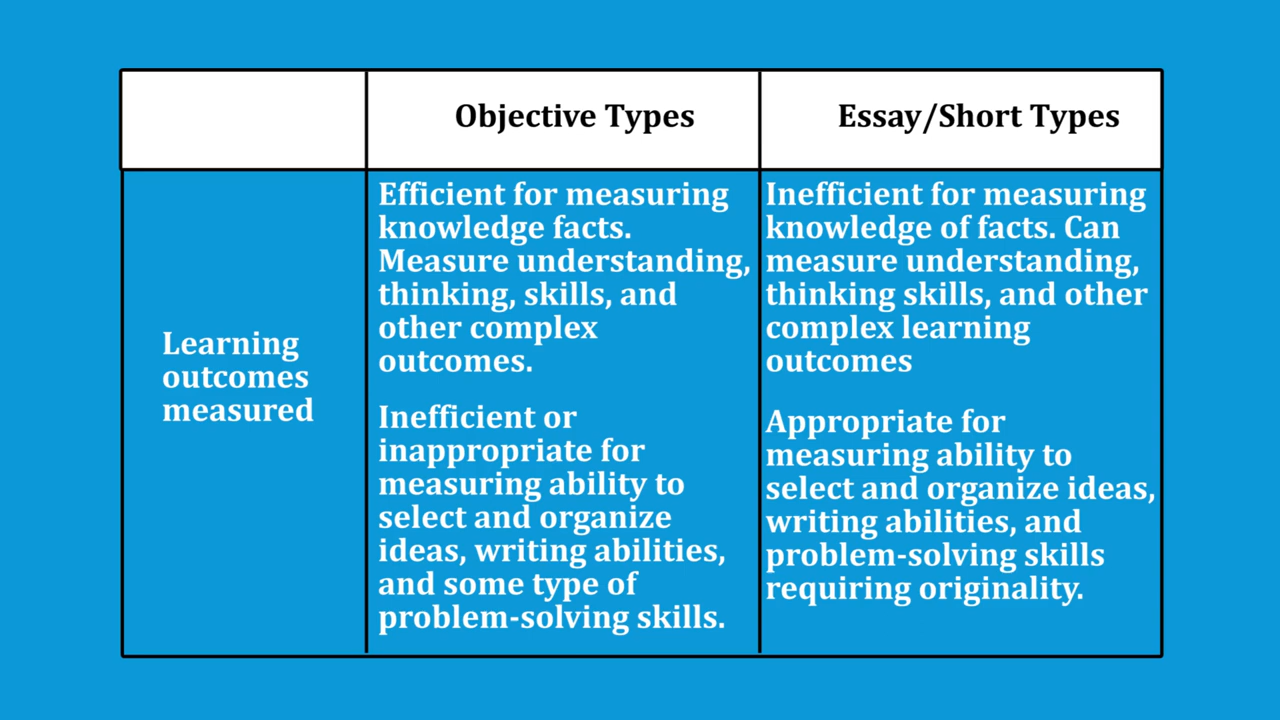 Objective Types
Essay/Short Types
Learning
outcomes
measured
Efficient for measuring
knowledge facts.
Measure understanding,
thinking, skills, and
other complex
outcomes.
Inefficient or
inappropriate for
measuring ability to
select and organize
ideas, writing abilities,
and some type of
problem-solving skills.
Inefficient for measuring
knowledge of facts. Can
measure understanding,
thinking skills, and other
complex learning
outcomes
Appropriate for
measuring ability to
select and organize ideas,
writing abilities, and
problem-solving skills
requiring originality.